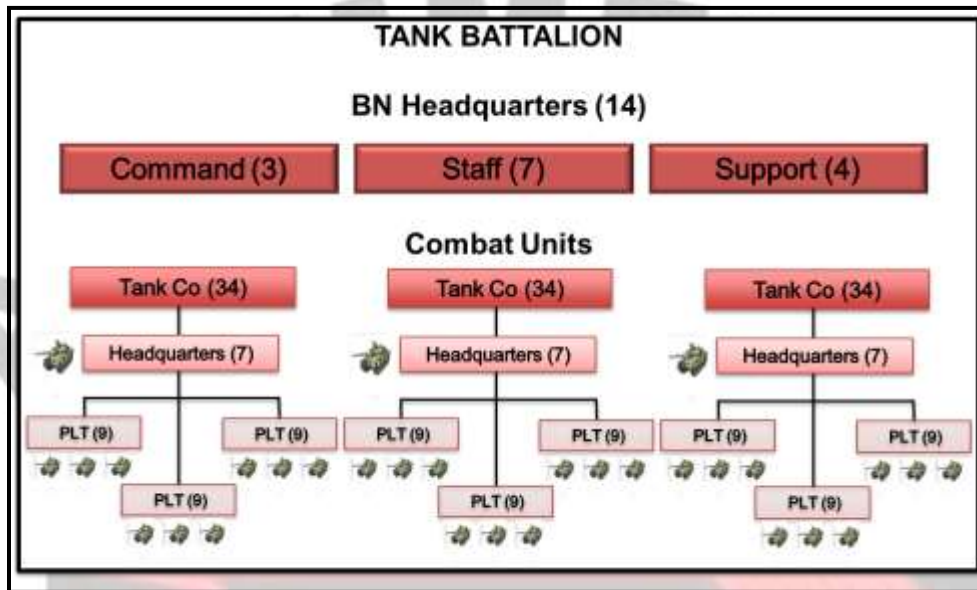 TANK BATTALION
BN Headquarters (14)
Command (3) Staff (7) Support (4)
Combat Units
Tank Co (34) Tank Co (34) Tank Co (34)
Headquarters (7) Headquarters (7) Headquarters (7)
PLT (9) PLT (9) PLT (9) PLT (9) PLT (9) PLT (9)
PLT (9) PLT (9) PLT (9)